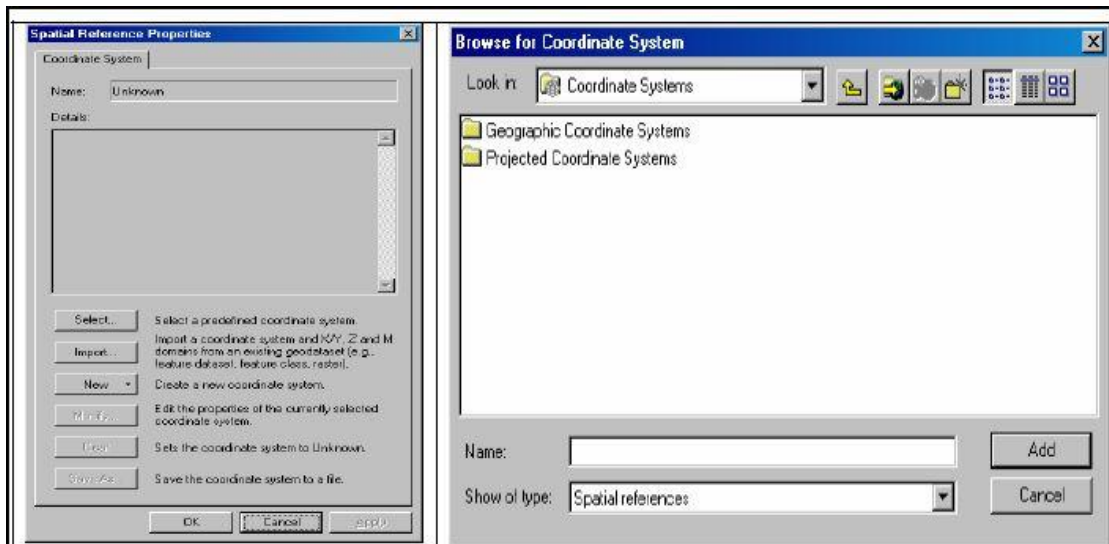 Spatial Reference Properties
Coordinate System
Name: Unknown
Details:
Select... Select a predefined coordinate system.
Import... Import a coordinate system and X/Y, Z and M
domains from an existing geodataset (e.g.,
feature dataset, feature class, raster).
New Create a new coordinate system.
Modify... Edit the properties of the currently selected
coordinate system.
Clear Sets the coordinate system to Unknown.
Save As... Save the coordinate system to a file.
OK Cancel Apply
Browse for Coordinate System
Look in: Coordinate Systems
Geographic Coordinate Systems
Projected Coordinate Systems
Name: Add
Show of type: Spatial references Cancel